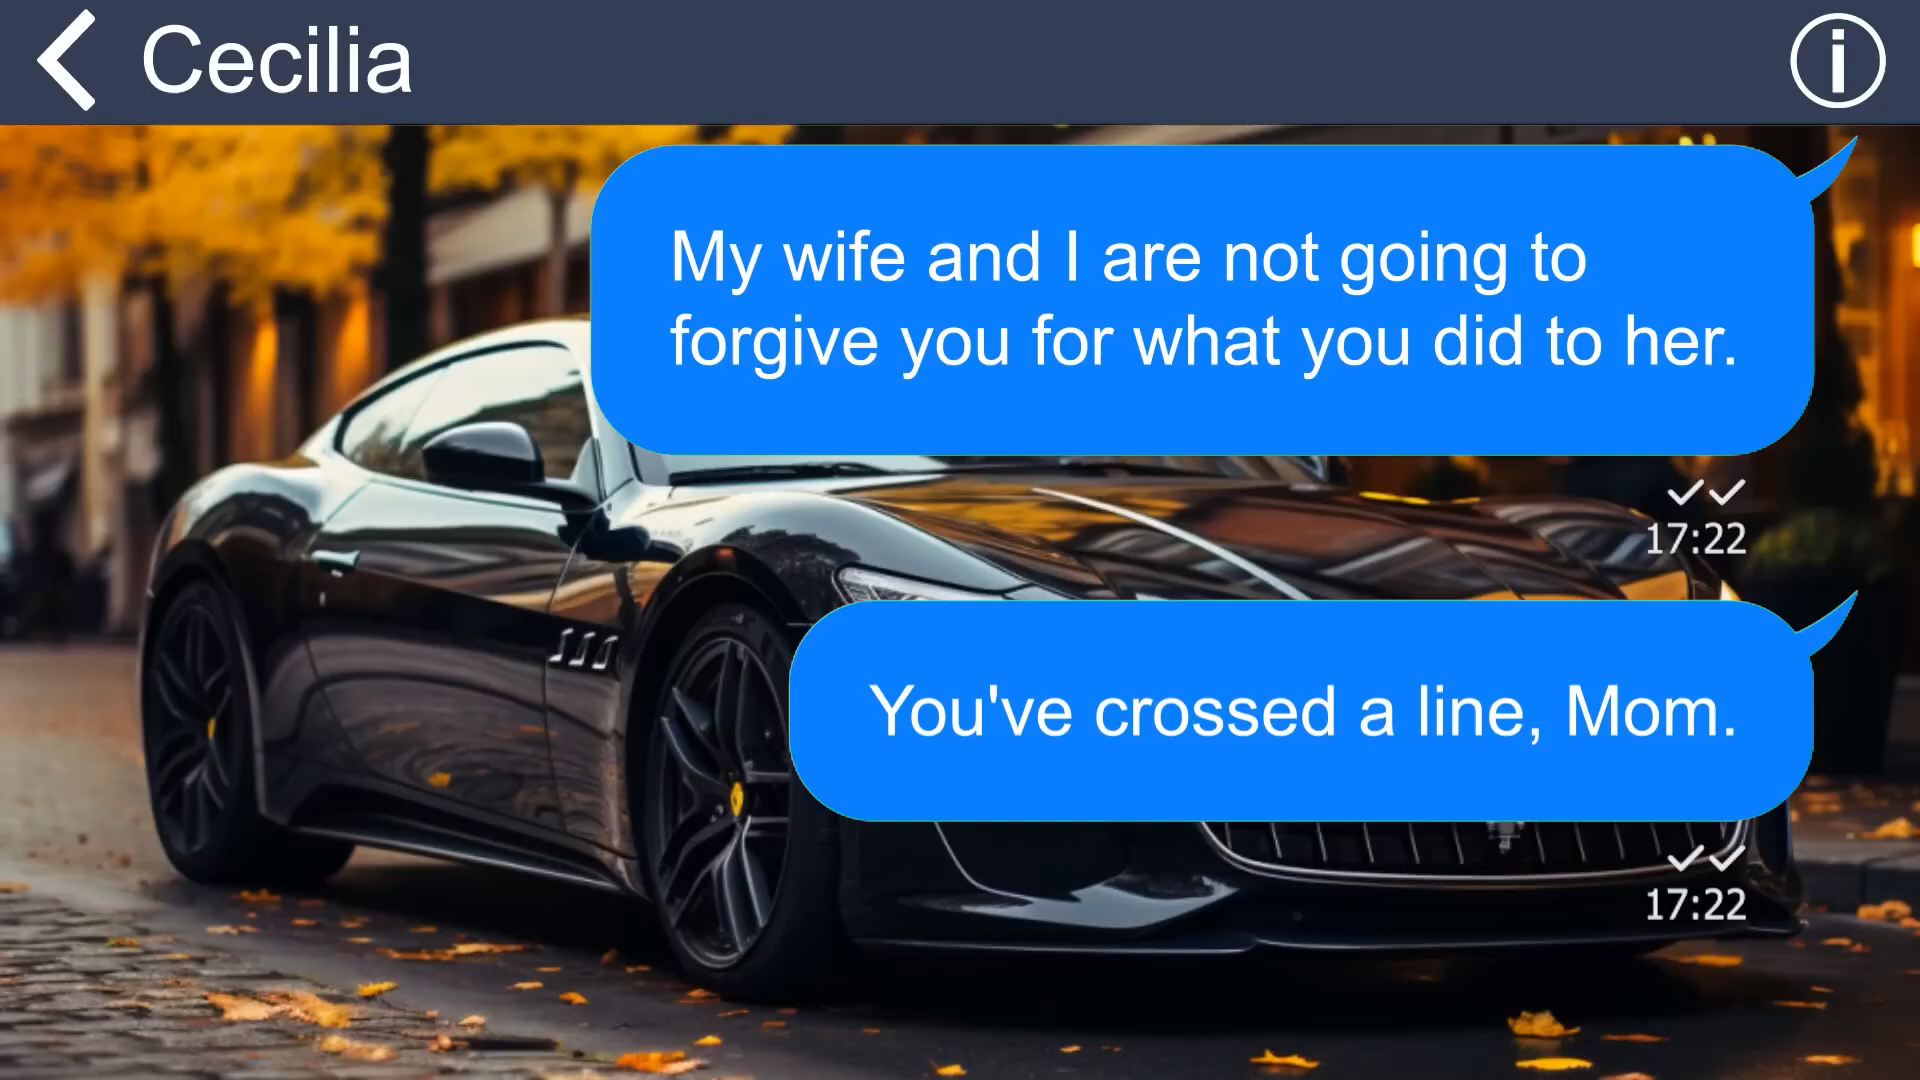 Cecilia
My wife and I are not going to
forgive you for what you did to her.
17:22
You've crossed a line, Mom.
17:22